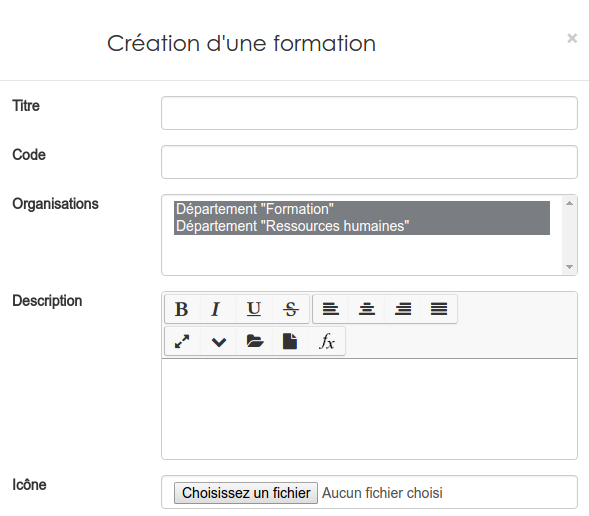 Création d'une formation
×
Titre
Code
Organisations
Département "Formation"
Département "Ressources humaines"
Description
B I U S
fx
Icône
Choisissez un fichier Aucun fichier choisi